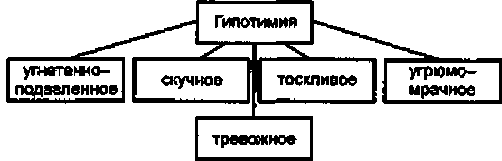 Гипотимия
угнетенно–
подавленное
скучное
тоскливое
угрюмо–
мрачное
тревожное